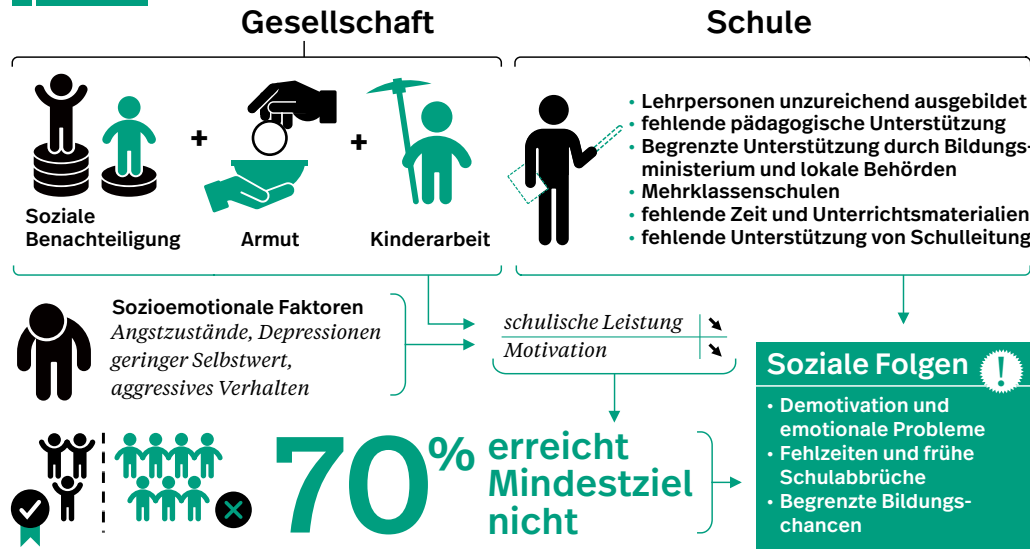 Gesellschaft
Soziale
Benachteiligung
+
Armut
+
Kinderarbeit
Schule
• Lehrpersonen unzureichend ausgebildet
• fehlende pädagogische Unterstützung
• Begrenzte Unterstützung durch Bildungs-
ministerium und lokale Behörden
• Mehrklassenschulen
• fehlende Zeit und Unterrichtsmaterialien
• fehlende Unterstützung von Schulleitung
Sozioemotionale Faktoren
Angstzustände, Depressionen
geringer Selbstwert,
aggressives Verhalten
schulische Leistung
Motivation
70%
erreicht
Mindestziel
nicht
Soziale Folgen
!
• Demotivation und
emotionale Probleme
• Fehlzeiten und frühe
Schulabbrüche
• Begrenzte Bildungs-
chancen